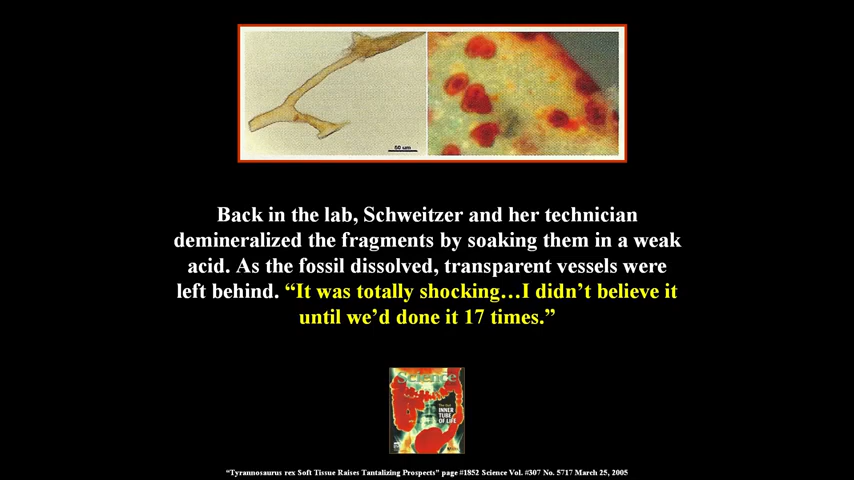 50 um
Back in the lab, Schweitzer and her technician
demineralized the fragments by soaking them in a weak
acid. As the fossil dissolved, transparent vessels were
left behind. “It was totally shocking…I didn’t believe it
until we’d done it 17 times.”
Science
INNER
TUBE
OF LIFE
“Tyrannosaurus rex Soft Tissue Raises Tantalizing Prospects” page #1852 Science Vol. #307 No. 5717 March 25, 2005